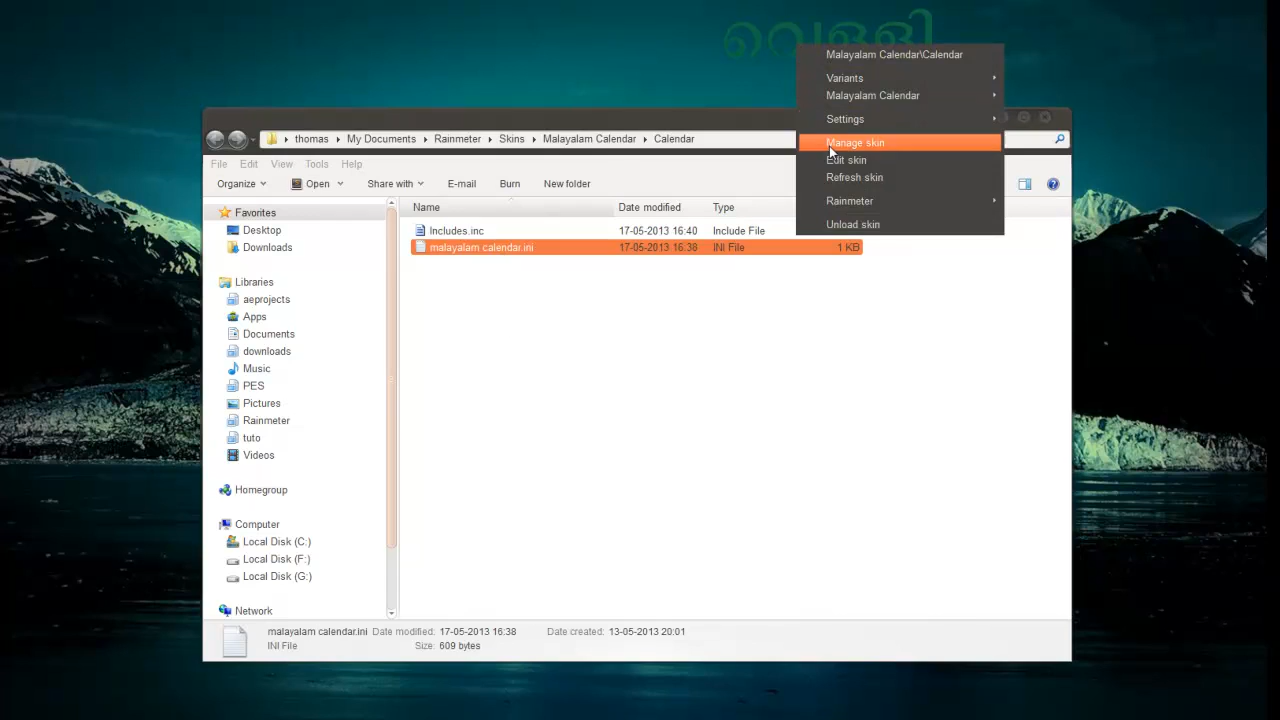 വെള്ളി
Malayalam Calendar\Calendar
Variants
Malayalam Calendar
Settings
Manage skin
Edit skin
Refresh skin
Rainmeter
Unload skin
thomas My Documents Rainmeter Skins Malayalam Calendar Calendar
File Edit View Tools Help
Organize Open Share with E-mail Burn New folder
Favorites
Desktop
Downloads
Libraries
aeprojects
Apps
Documents
downloads
Music
PES
Pictures
Rainmeter
tuto
Videos
Homegroup
Computer
Local Disk (C:)
Local Disk (F:)
Local Disk (G:)
Network
Name Date modified Type
Includes.inc 17-05-2013 16:40 Include File
malayalam calendar.ini 17-05-2013 16:38 INI File 1 KB
malayalam calendar.ini Date modified: 17-05-2013 16:38 Date created: 13-05-2013 20:01
INI File Size: 609 bytes